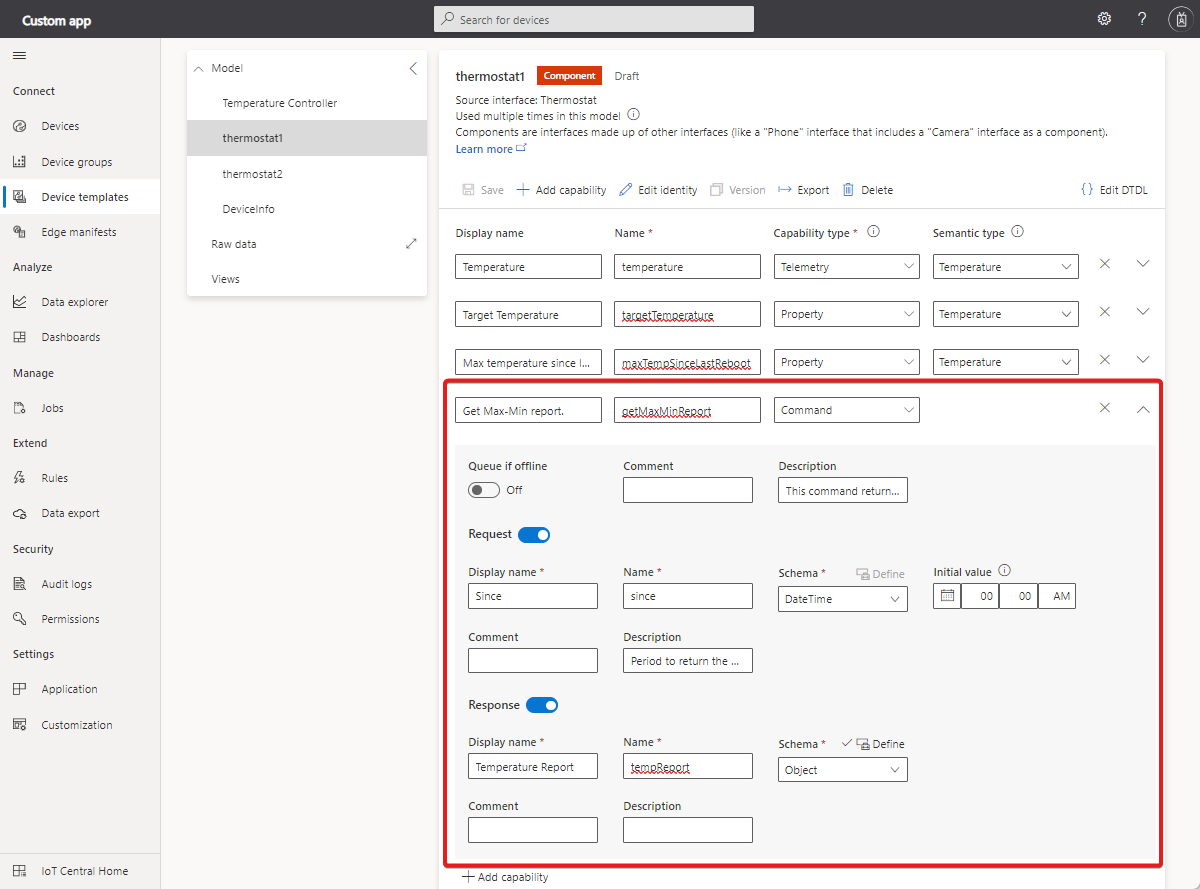 Custom app
Search for devices
?
Connect
Devices
Device groups
Device templates
Edge manifests
Analyze
Data explorer
Dashboards
Manage
Jobs
Extend
Rules
Data export
Security
Audit logs
Permissions
Settings
Application
Customization
IoT Central Home
Model
Temperature Controller
thermostat1
thermostat2
DeviceInfo
Raw data
Views
thermostat1 Component Draft
Source interface: Thermostat
Used multiple times in this model
Components are interfaces made up of other interfaces (like a "Phone" interface that includes a "Camera" interface as a component).
Learn more
Save Add capability Edit identity Version Export Delete Edit DTDL
Display name Name * Capability type * Semantic type
Temperature temperature Telemetry Temperature
Target Temperature targetTemperature Property Temperature
Max temperature since l... maxTempSinceLastReboot Property Temperature
Get Max-Min report. getMaxMinReport Command
Queue if offline Comment Description
Off This command return...
Request
Display name * Name * Schema * Define Initial value
Since since DateTime 00 00 AM
Comment Description
Period to return the ...
Response
Display name * Name * Schema * Define
Temperature Report tempReport Object
Comment Description
Add capability